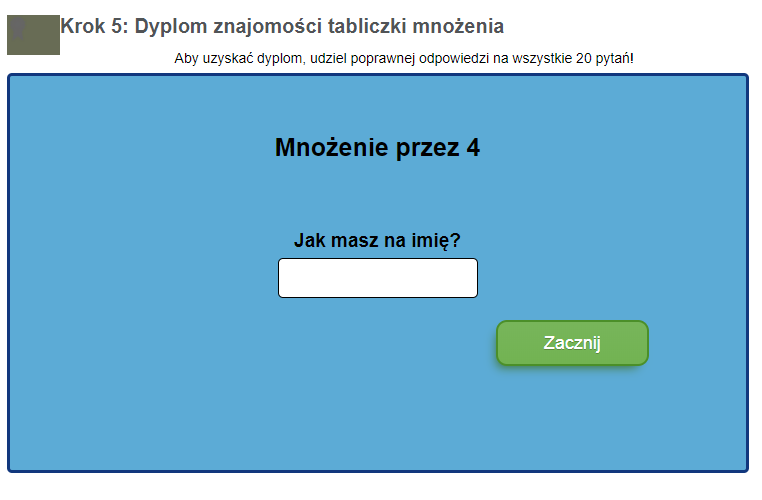 Krok 5: Dyplom znajomości tabliczki mnożenia
Aby uzyskać dyplom, udziel poprawnej odpowiedzi na wszystkie 20 pytań!
Mnożenie przez 4
Jak masz na imię?
Zacznij